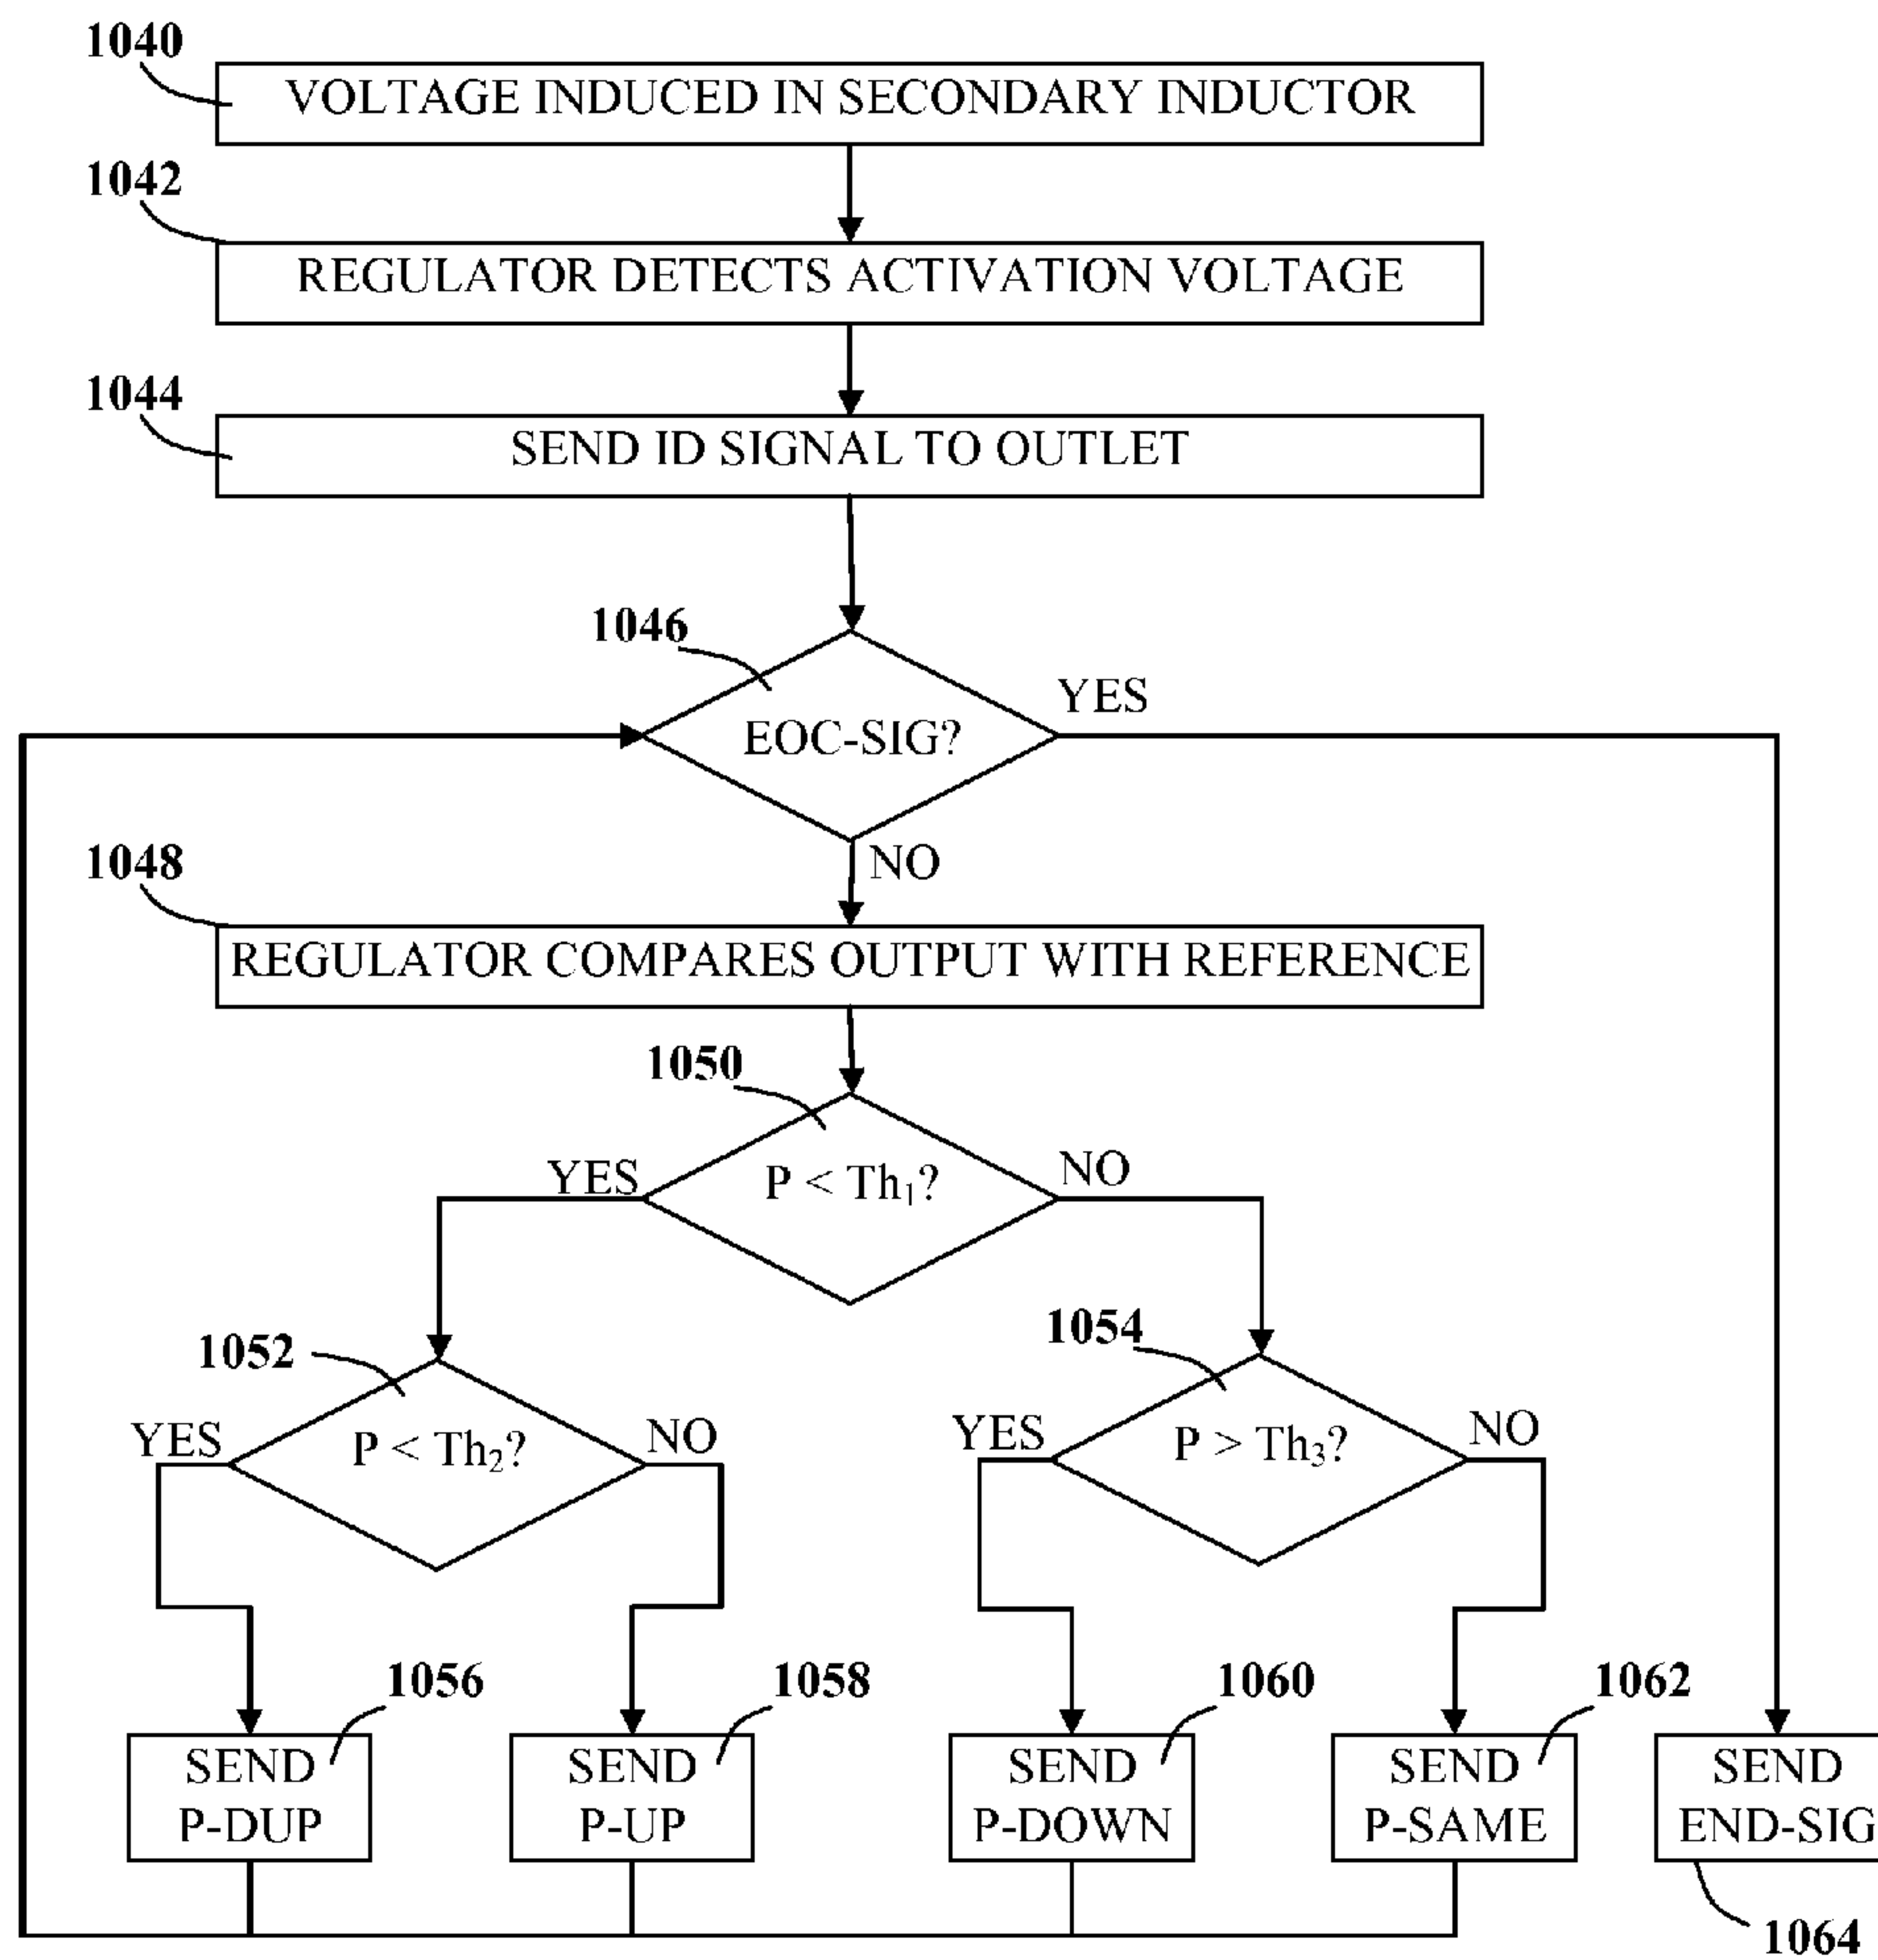 1040
VOLTAGE INDUCED IN SECONDARY INDUCTOR
1042
REGULATOR DETECTS ACTIVATION VOLTAGE
1044
SEND ID SIGNAL TO OUTLET
1046
EOC-SIG?
YES
NO
1048
REGULATOR COMPARES OUTPUT WITH REFERENCE
1050
YES
P < Th₁?
NO
1052
YES
P < Th₂?
NO
1054
YES
P > Th₃?
NO
1056
SEND
P-DUP
1058
SEND
P-UP
1060
SEND
P-DOWN
1062
SEND
P-SAME
SEND
END-SIG
1064